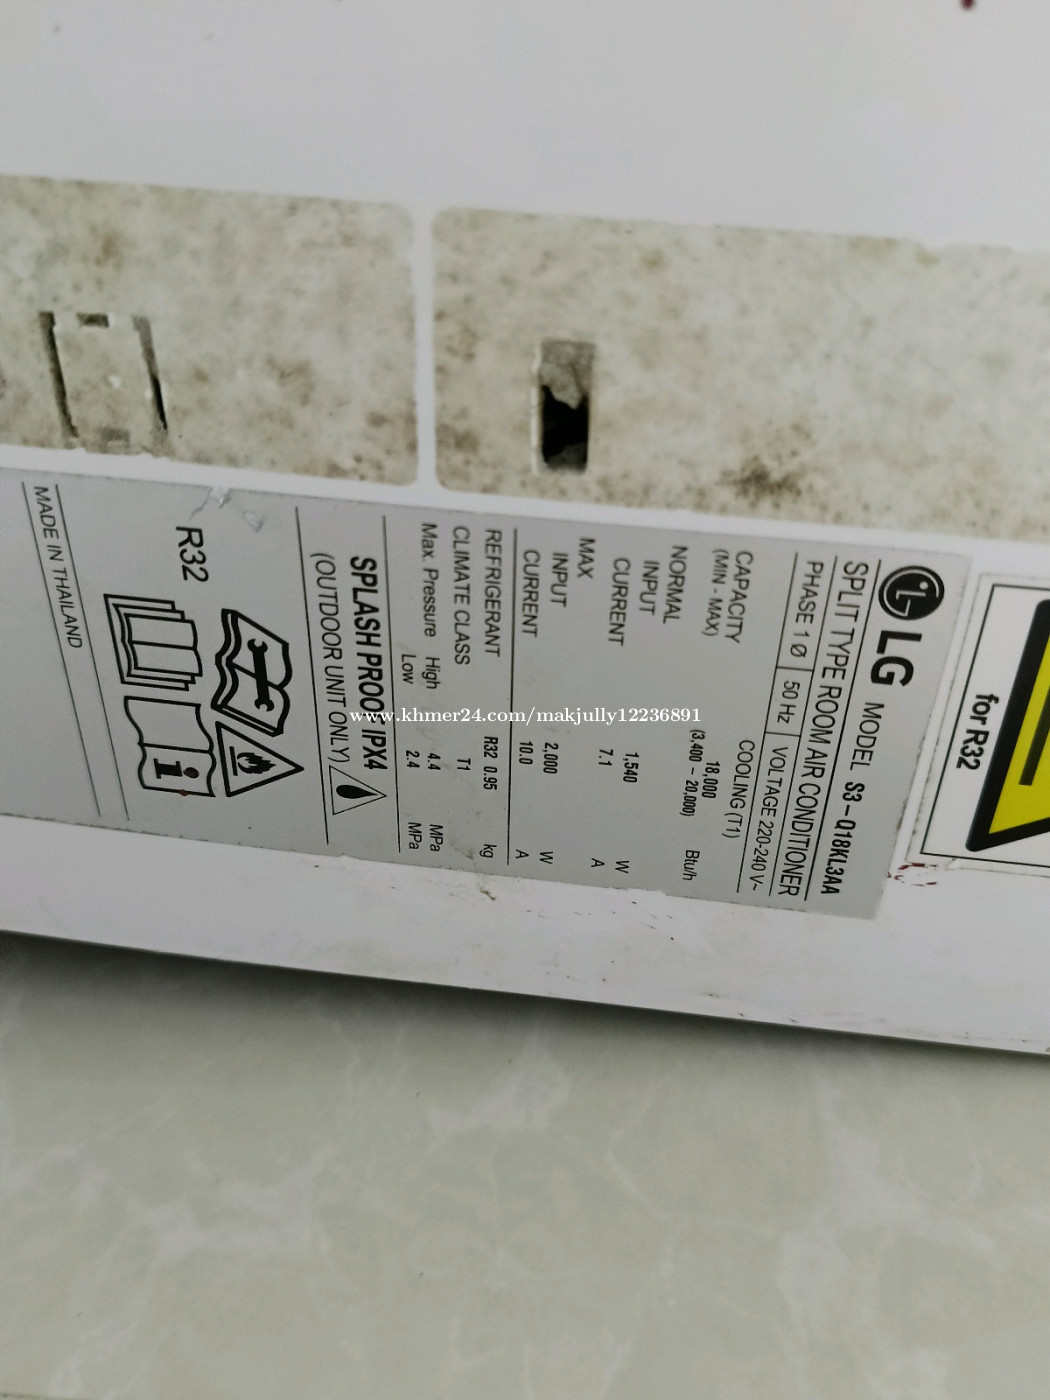 LG MODEL S3-Q18KL3AA
SPLIT TYPE ROOM AIR CONDITIONER
PHASE 1 Ø 50 Hz VOLTAGE 220-240 V~
COOLING (T1)
CAPACITY 18,000 Btu/h
(MIN - MAX) (3,400 - 20,000)
NORMAL
INPUT 1,540 W
CURRENT 7.1 A
MAX
INPUT 2,000 W
CURRENT 10.0 A
REFRIGERANT R32 0.95 kg
CLIMATE CLASS T1
Max. Pressure High 4.4 MPa
Low 2.4 MPa
SPLASH PROOF IPX4
(OUTDOOR UNIT ONLY)
R32
MADE IN THAILAND
for R32
www.khmer24.com/makjully12236891